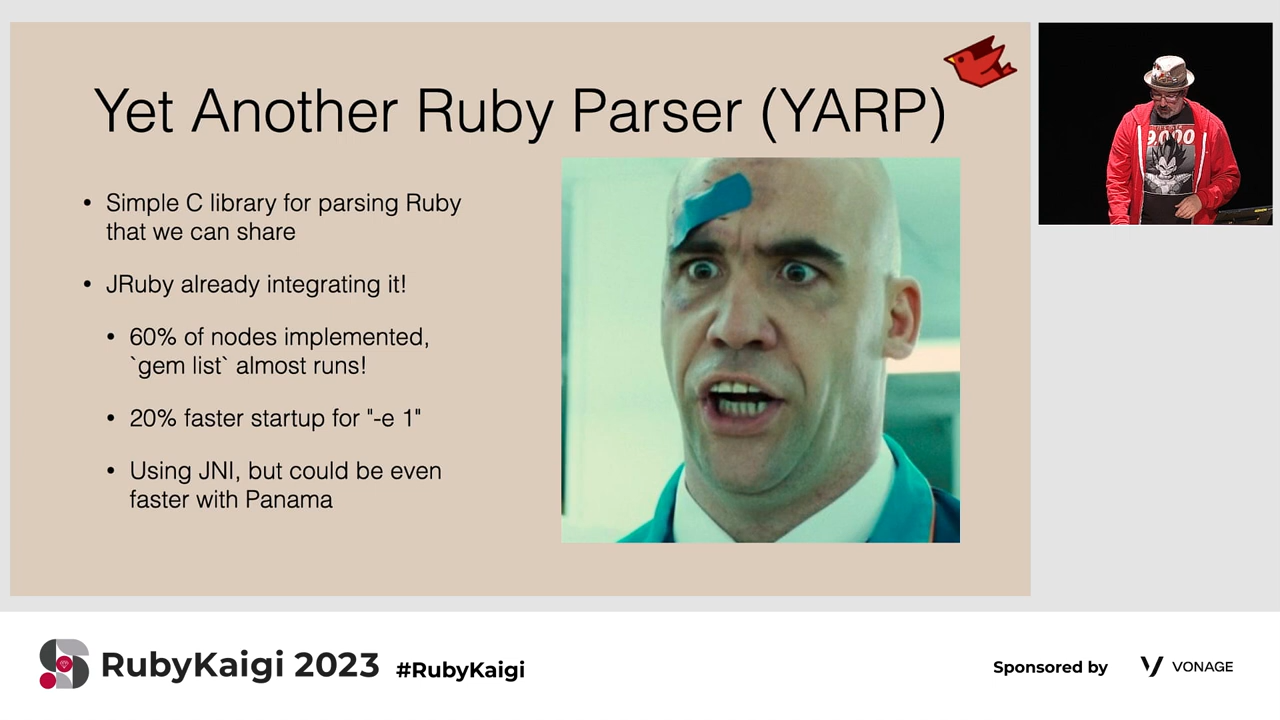 Yet Another Ruby Parser (YARP)
• Simple C library for parsing Ruby
that we can share
• JRuby already integrating it!
• 60% of nodes implemented,
`gem list` almost runs!
• 20% faster startup for "-e 1"
• Using JNI, but could be even
faster with Panama
9,000
RubyKaigi 2023 #RubyKaigi
Sponsored by VONAGE